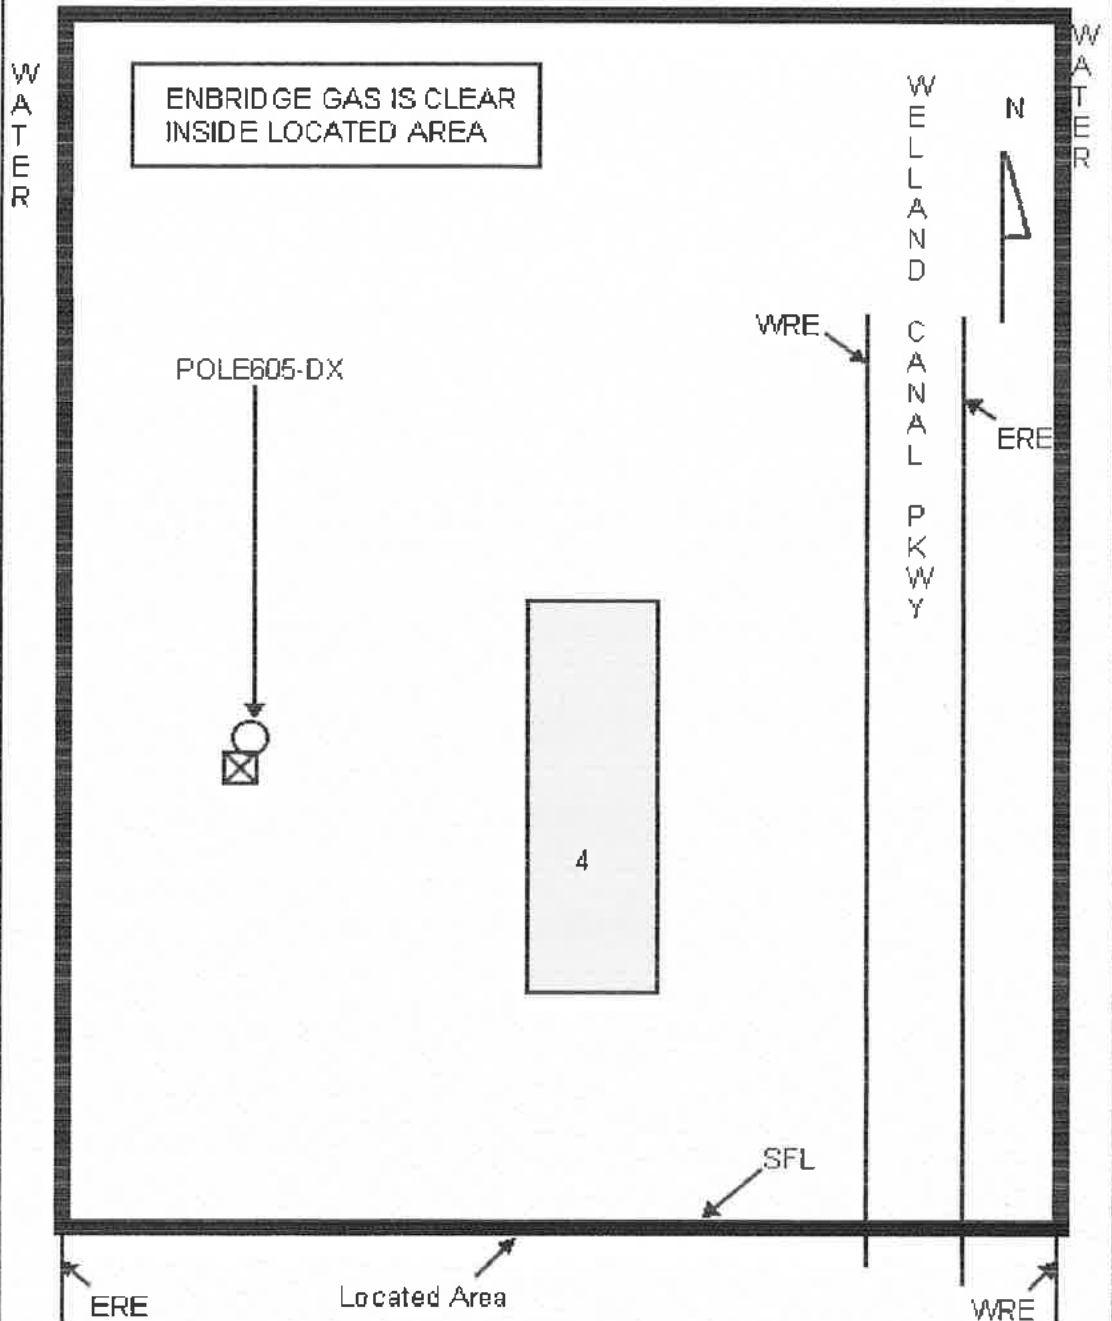 WATER
WATER
ENBRIDGE GAS IS CLEAR
INSIDE LOCATED AREA
WELLAND CANAL PKWY
N
WRE
POLE605-DX
ERE
4
SFL
Located Area
ERE
WRE